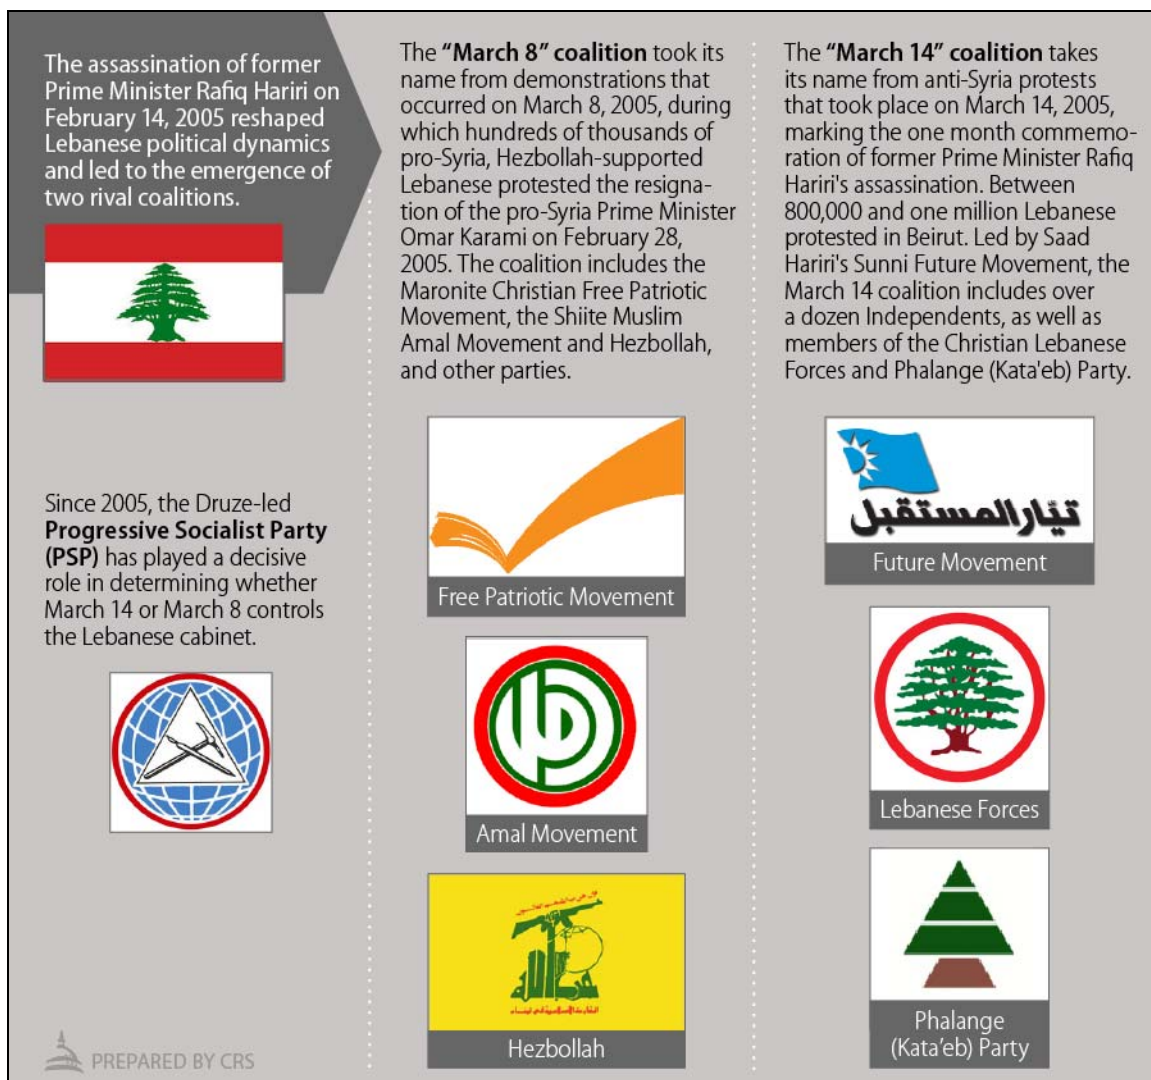 The assassination of former
Prime Minister Rafiq Hariri on
February 14, 2005 reshaped
Lebanese political dynamics
and led to the emergence of
two rival coalitions.
Since 2005, the Druze-led
Progressive Socialist Party
(PSP) has played a decisive
role in determining whether
March 14 or March 8 controls
the Lebanese cabinet.
PREPARED BY CRS
The “March 8” coalition took its
name from demonstrations that
occurred on March 8, 2005, during
which hundreds of thousands of
pro-Syria, Hezbollah-supported
Lebanese protested the resigna-
tion of the pro-Syria Prime Minister
Omar Karami on February 28,
2005. The coalition includes the
Maronite Christian Free Patriotic
Movement, the Shiite Muslim
Amal Movement and Hezbollah,
and other parties.
Free Patriotic Movement
Amal Movement
حزب الله
Hezbollah
The “March 14” coalition takes
its name from anti-Syria protests
that took place on March 14, 2005,
marking the one month commemo-
ration of former Prime Minister Rafiq
Hariri's assassination. Between
800,000 and one million Lebanese
protested in Beirut. Led by Saad
Hariri's Sunni Future Movement, the
March 14 coalition includes over
a dozen Independents, as well as
members of the Christian Lebanese
Forces and Phalange (Kata'eb) Party.
تيّار المستقبل
Future Movement
Lebanese Forces
Phalange
(Kata’eb) Party